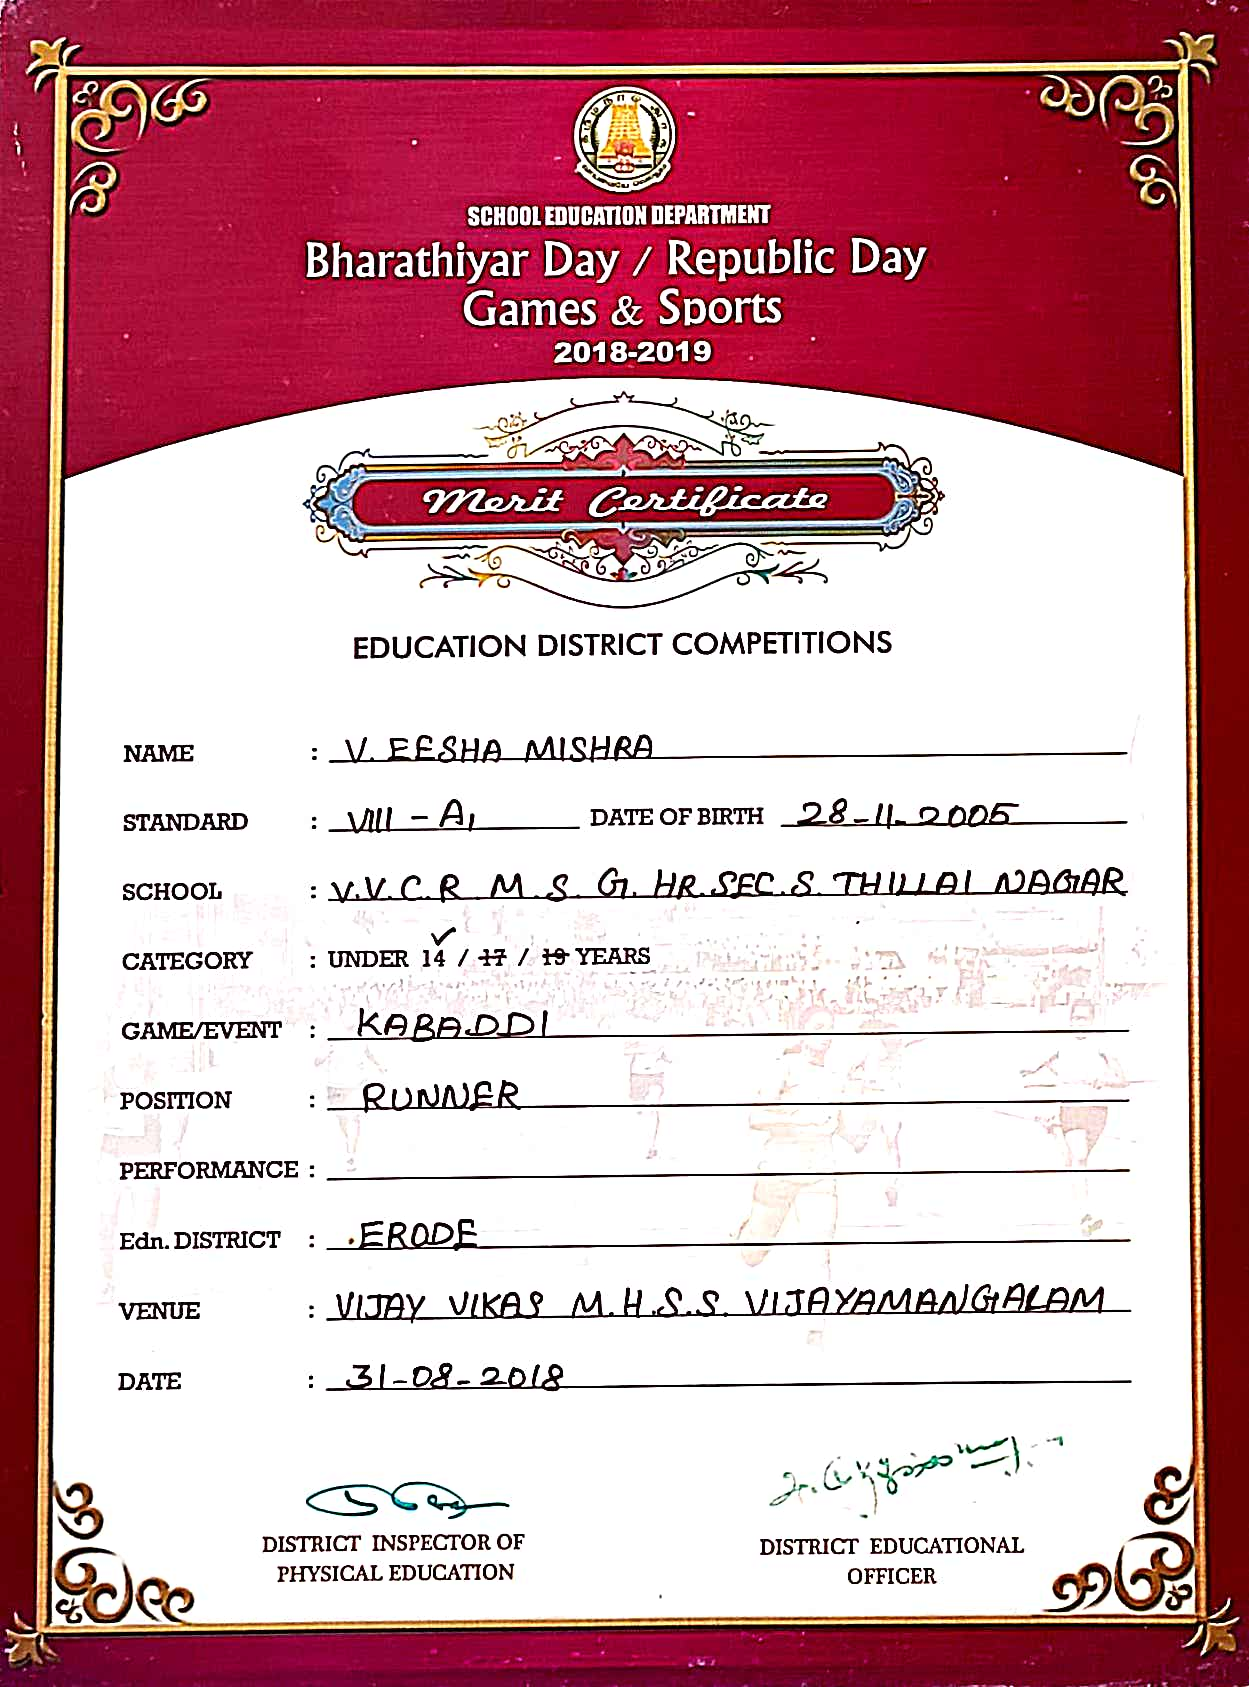 SCHOOL EDUCATION DEPARTMENT
Bharathiyar Day / Republic Day
Games & Sports
2018-2019
Merit Certificate
EDUCATION DISTRICT COMPETITIONS
NAME : V. EESHA MISHRA
STANDARD : VIII - A1 DATE OF BIRTH 28-11-2005
SCHOOL : V.V.C.R. M.S. G. HR.SEC.S. THILLAI NAGAR
CATEGORY : UNDER 14 / 17 / 19 YEARS
GAME/EVENT : KABADDI
POSITION : RUNNER
PERFORMANCE :
Edn. DISTRICT : ERODE
VENUE : VIJAY VIKAS M.H.S.S. VIJAYAMANGALAM
DATE : 31-08-2018
DISTRICT INSPECTOR OF DISTRICT EDUCATIONAL
PHYSICAL EDUCATION OFFICER